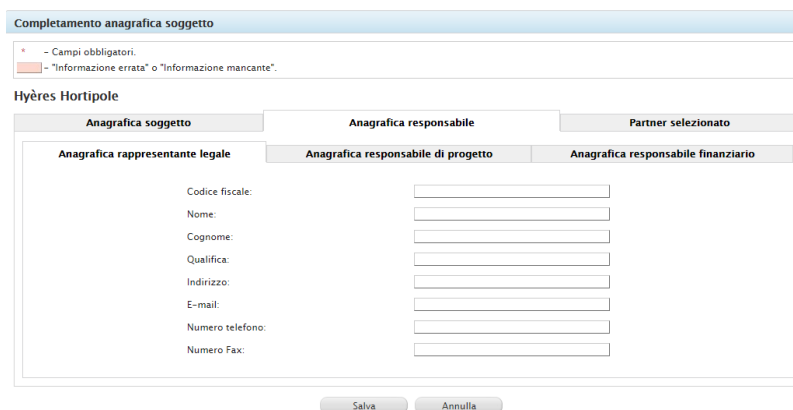 Completamento anagrafica soggetto
* - Campi obbligatori.
- "Informazione errata" o "Informazione mancante".
Hyères Hortipole
Anagrafica soggetto Anagrafica responsabile Partner selezionato
Anagrafica rappresentante legale Anagrafica responsabile di progetto Anagrafica responsabile finanziario
Codice fiscale:
Nome:
Cognome:
Qualifica:
Indirizzo:
E-mail:
Numero telefono:
Numero Fax:
Salva Annulla